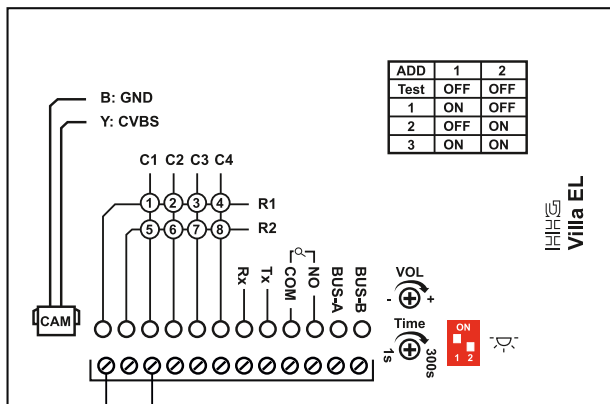 B: GND
Y: CVBS
ADD 1 2
Test OFF OFF
1 ON OFF
2 OFF ON
3 ON ON
C1 C2 C3 C4
1 2 3 4 R1
5 6 7 8 R2
Rx
Tx
COM
NO
BUS-A
BUS-B
VOL
- +
Time
1s
300s
ON
1 2
CAM
Villa EL